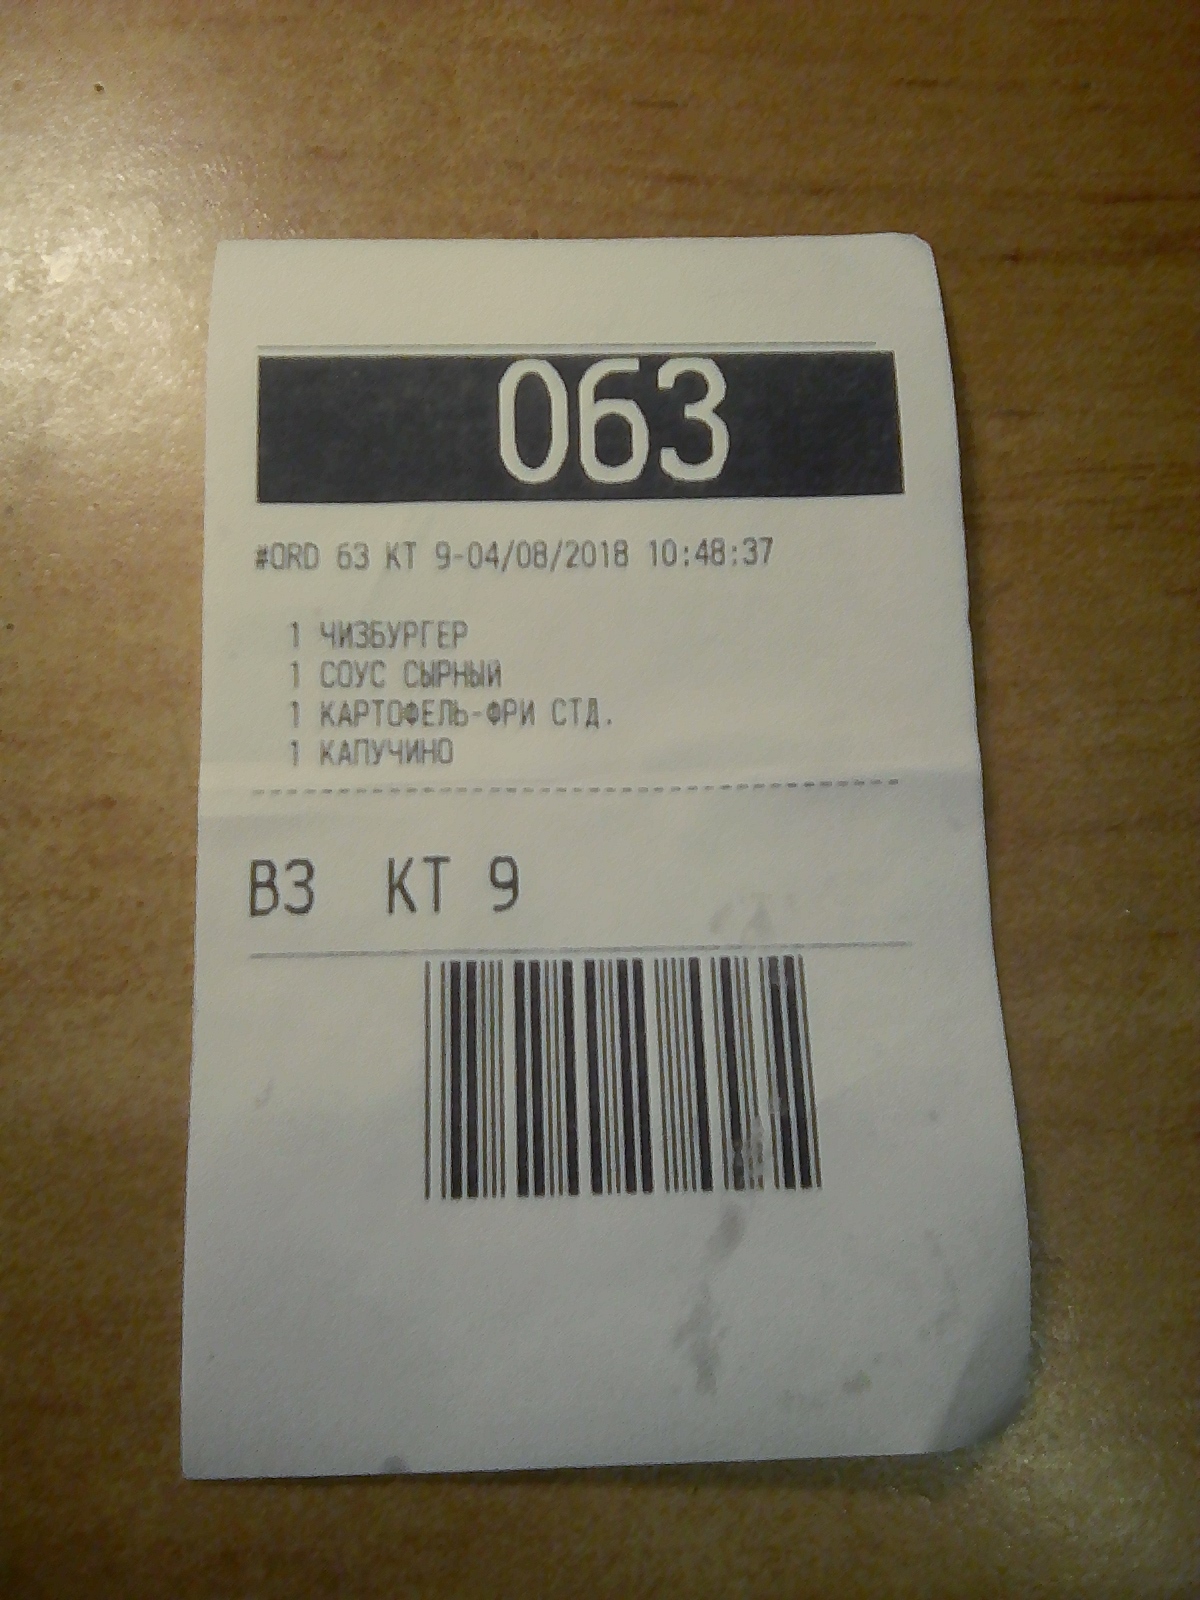 063
#ORD 63 КТ 9-04/08/2018 10:48:37
1 ЧИЗБУРГЕР
1 СОУС СЫРНЫЙ
1 КАРТОФЕЛЬ-ФРИ СТД.
1 КАПУЧИНО
ВЗ КТ 9